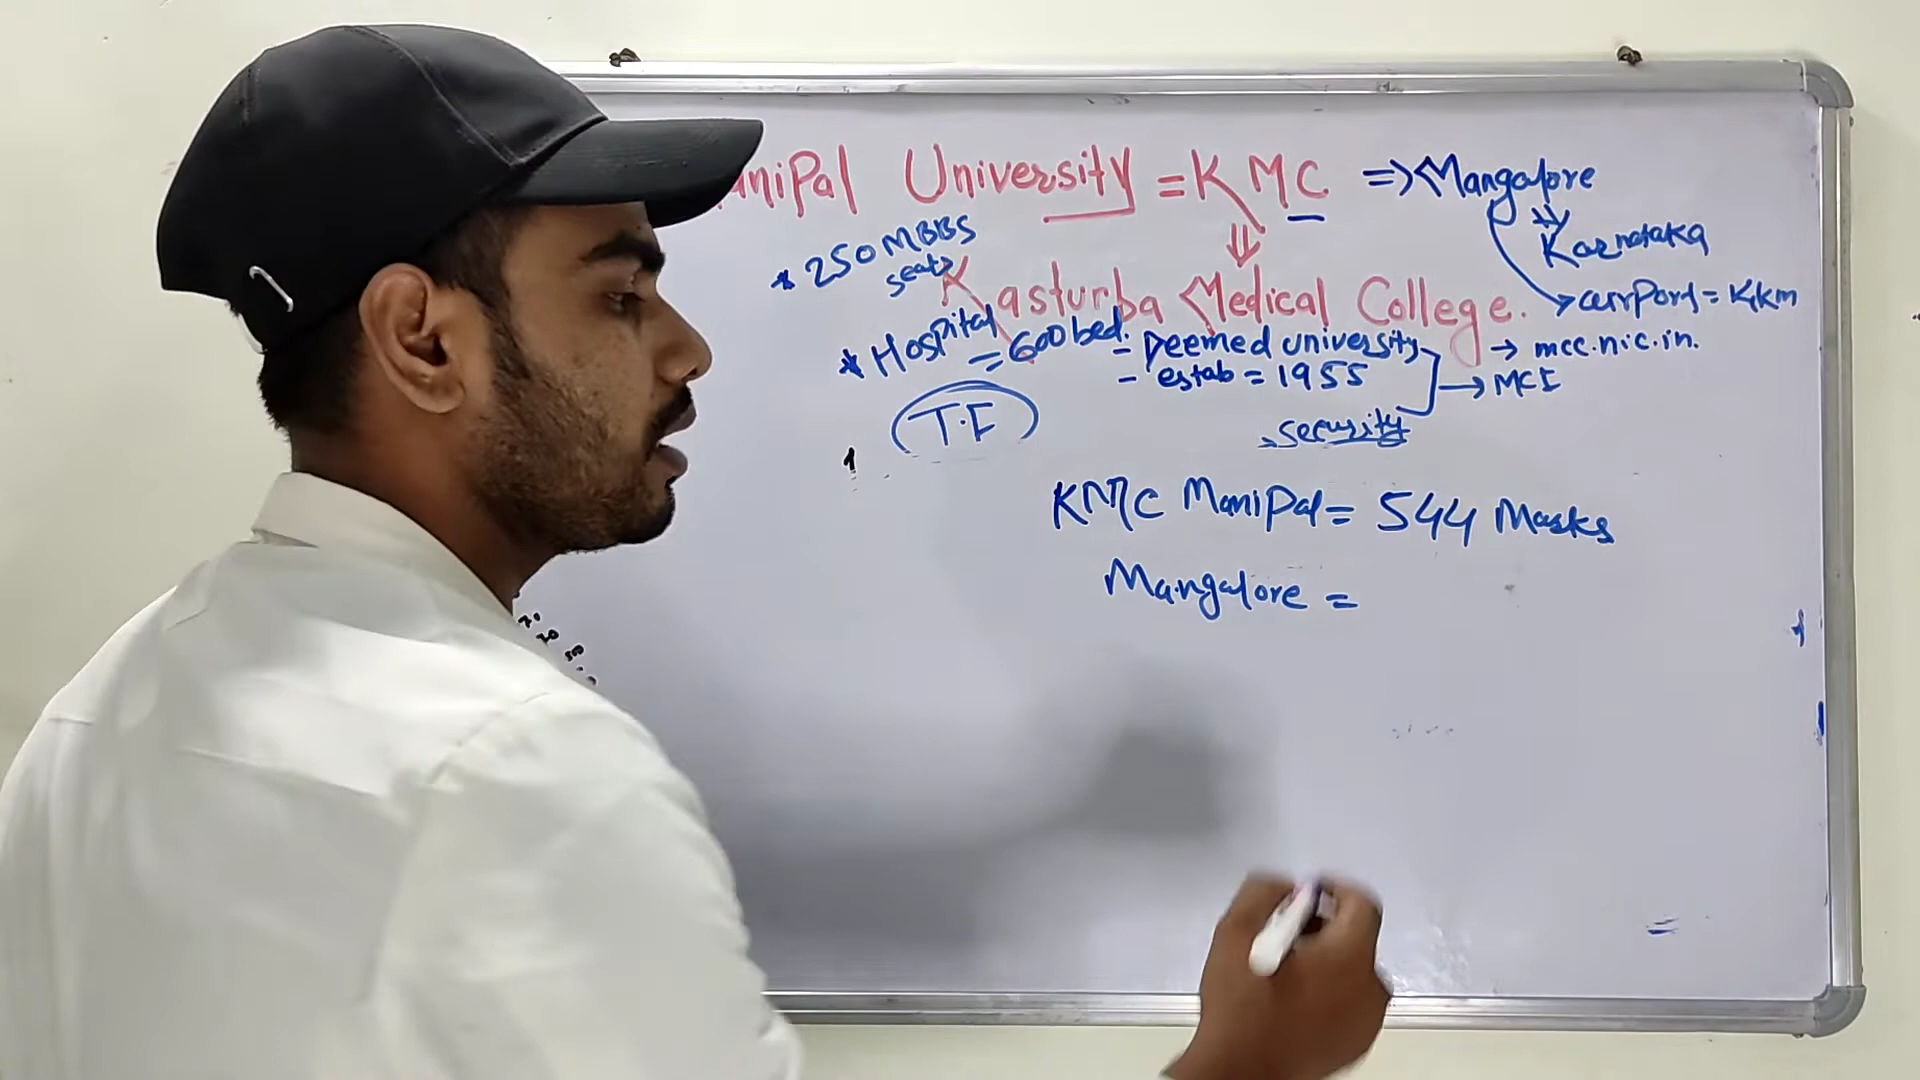 anipal University = KMC => Mangalore
⇓ Karnataka
* 250 MBBS seats
Kasturba Medical College.
→ airport = 4km
* Hospital = 600 bed.
- Deemed university
→ mcc.nic.in.
- estab = 1955
→ MCI
security
KMC Manipal = 544 Marks
Mangalore =